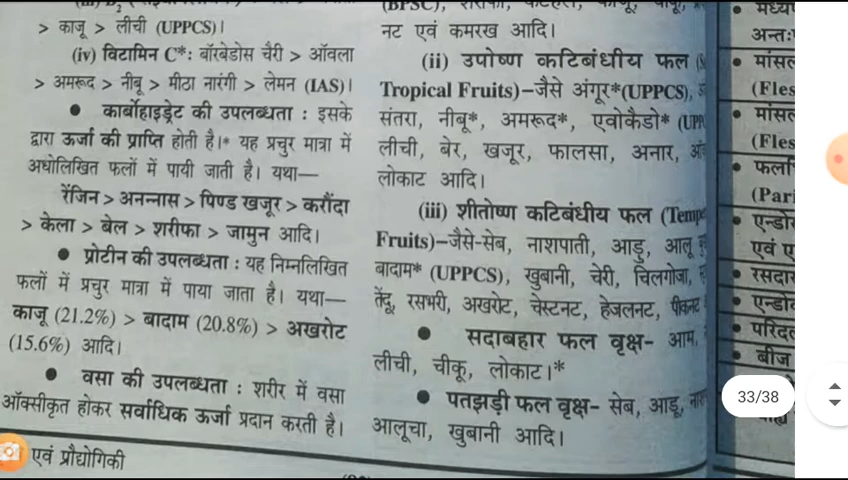 > काजू > लीची (UPPCS)।
(iv) विटामिन C*: बॉरबेडोस चैरी > ऑवला
> अमरूद > नीबू > मीठा नारंगी > लेमन (IAS)।
● कार्बोहाइड्रेट की उपलब्धता : इसके
द्वारा ऊर्जा की प्राप्ति होती है।* यह प्रचुर मात्रा में
अधोलिखित फलों में पायी जाती है। यथा—
रेंजिन > अनन्नास > पिण्ड खजूर > करौंदा
> केला > बेल > शरीफा > जामुन आदि।
● प्रोटीन की उपलब्धता : यह निम्नलिखित
फलों में प्रचुर मात्रा में पाया जाता है। यथा—
काजू (21.2%) > बादाम (20.8%) > अखरोट
(15.6%) आदि।
● वसा की उपलब्धता : शरीर में वसा
ऑक्सीकृत होकर सर्वाधिक ऊर्जा प्रदान करती है।
एवं प्रौद्योगिकी
(BPSC),
नट एवं कमरख आदि।
(ii) उपोष्ण कटिबंधीय फल
Tropical Fruits)–जैसे अंगूर*(UPPCS),
संतरा, नीबू*, अमरूद*, एवोकैडो*
लीची, बेर, खजूर, फालसा, अनार,
लोकाट आदि।
(iii) शीतोष्ण कटिबंधीय फल
Fruits)–जैसे-सेब, नाशपाती, आडु, आलू
बादाम* (UPPCS), खुबानी, चेरी, चिलगोजा,
तेंदू, रसभरी, अखरोट, चेस्टनट, हेजलनट, पीकनट
● सदाबहार फल वृक्ष- आम,
लीची, चीकू, लोकाट।*
● पतझड़ी फल वृक्ष- सेब, आडू,
आलूचा, खुबानी आदि।
●
●
●
●
● रसदार
●
●
● बीज
33/38